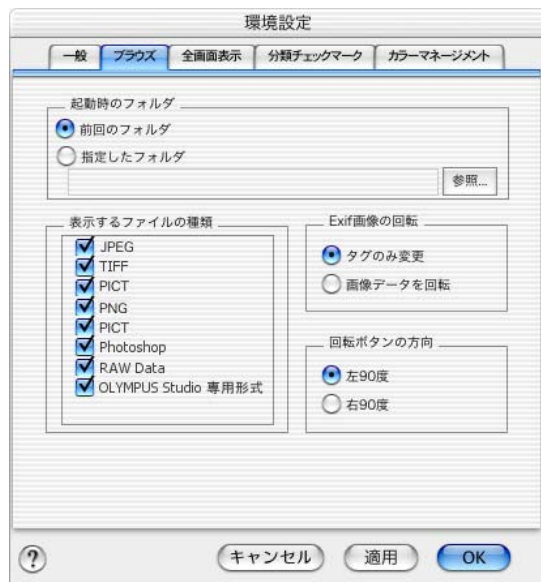 環境設定
一般 ブラウズ 全画面表示 分類チェックマーク カラーマネージメント
起動時のフォルダ
前回のフォルダ
指定したフォルダ
参照...
表示するファイルの種類
JPEG
TIFF
PICT
PNG
PICT
Photoshop
RAW Data
OLYMPUS Studio 専用形式
Exif画像の回転
タグのみ変更
画像データを回転
回転ボタンの方向
左90度
右90度
?
キャンセル 適用 OK